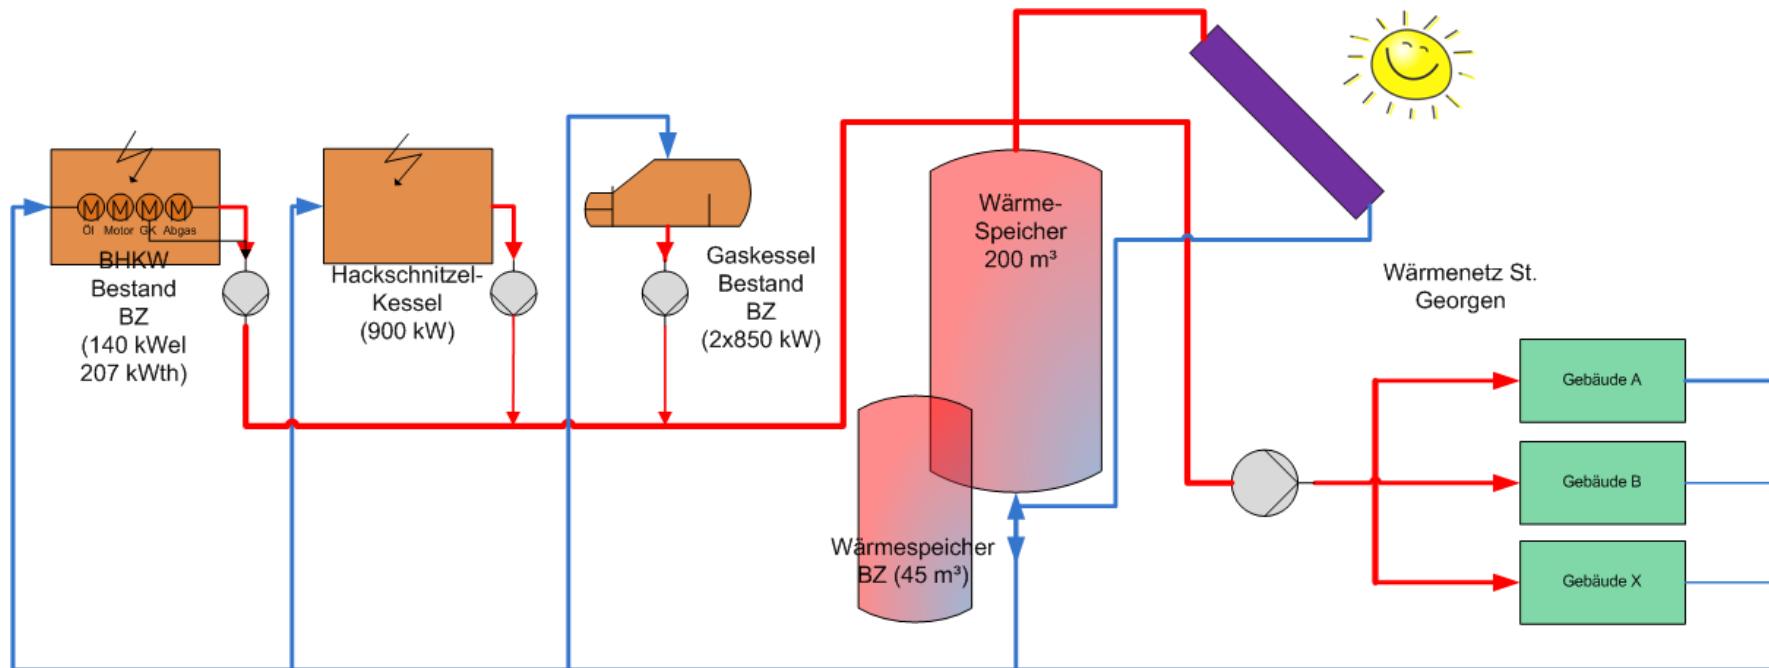 M M M M
Öl Motor GK Abgas
BHKW
Bestand
BZ
(140 kWel
207 kWth)
Hackschnitzel-
Kessel
(900 kW)
Gaskessel
Bestand
BZ
(2x850 kW)
Wärme-
Speicher
200 m³
Wärmespeicher
BZ (45 m³)
Wärmenetz St.
Georgen
Gebäude A
Gebäude B
Gebäude X